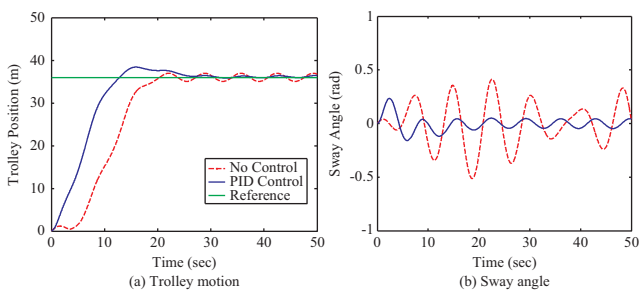 50
40
30
20
10
0
Trolley Position (m)
No Control
PID Control
Reference
0 10 20 30 40 50
Time (sec)
(a) Trolley motion
1
0.5
0
-0.5
-1
Sway Angle (rad)
0 10 20 30 40 50
Time (sec)
(b) Sway angle